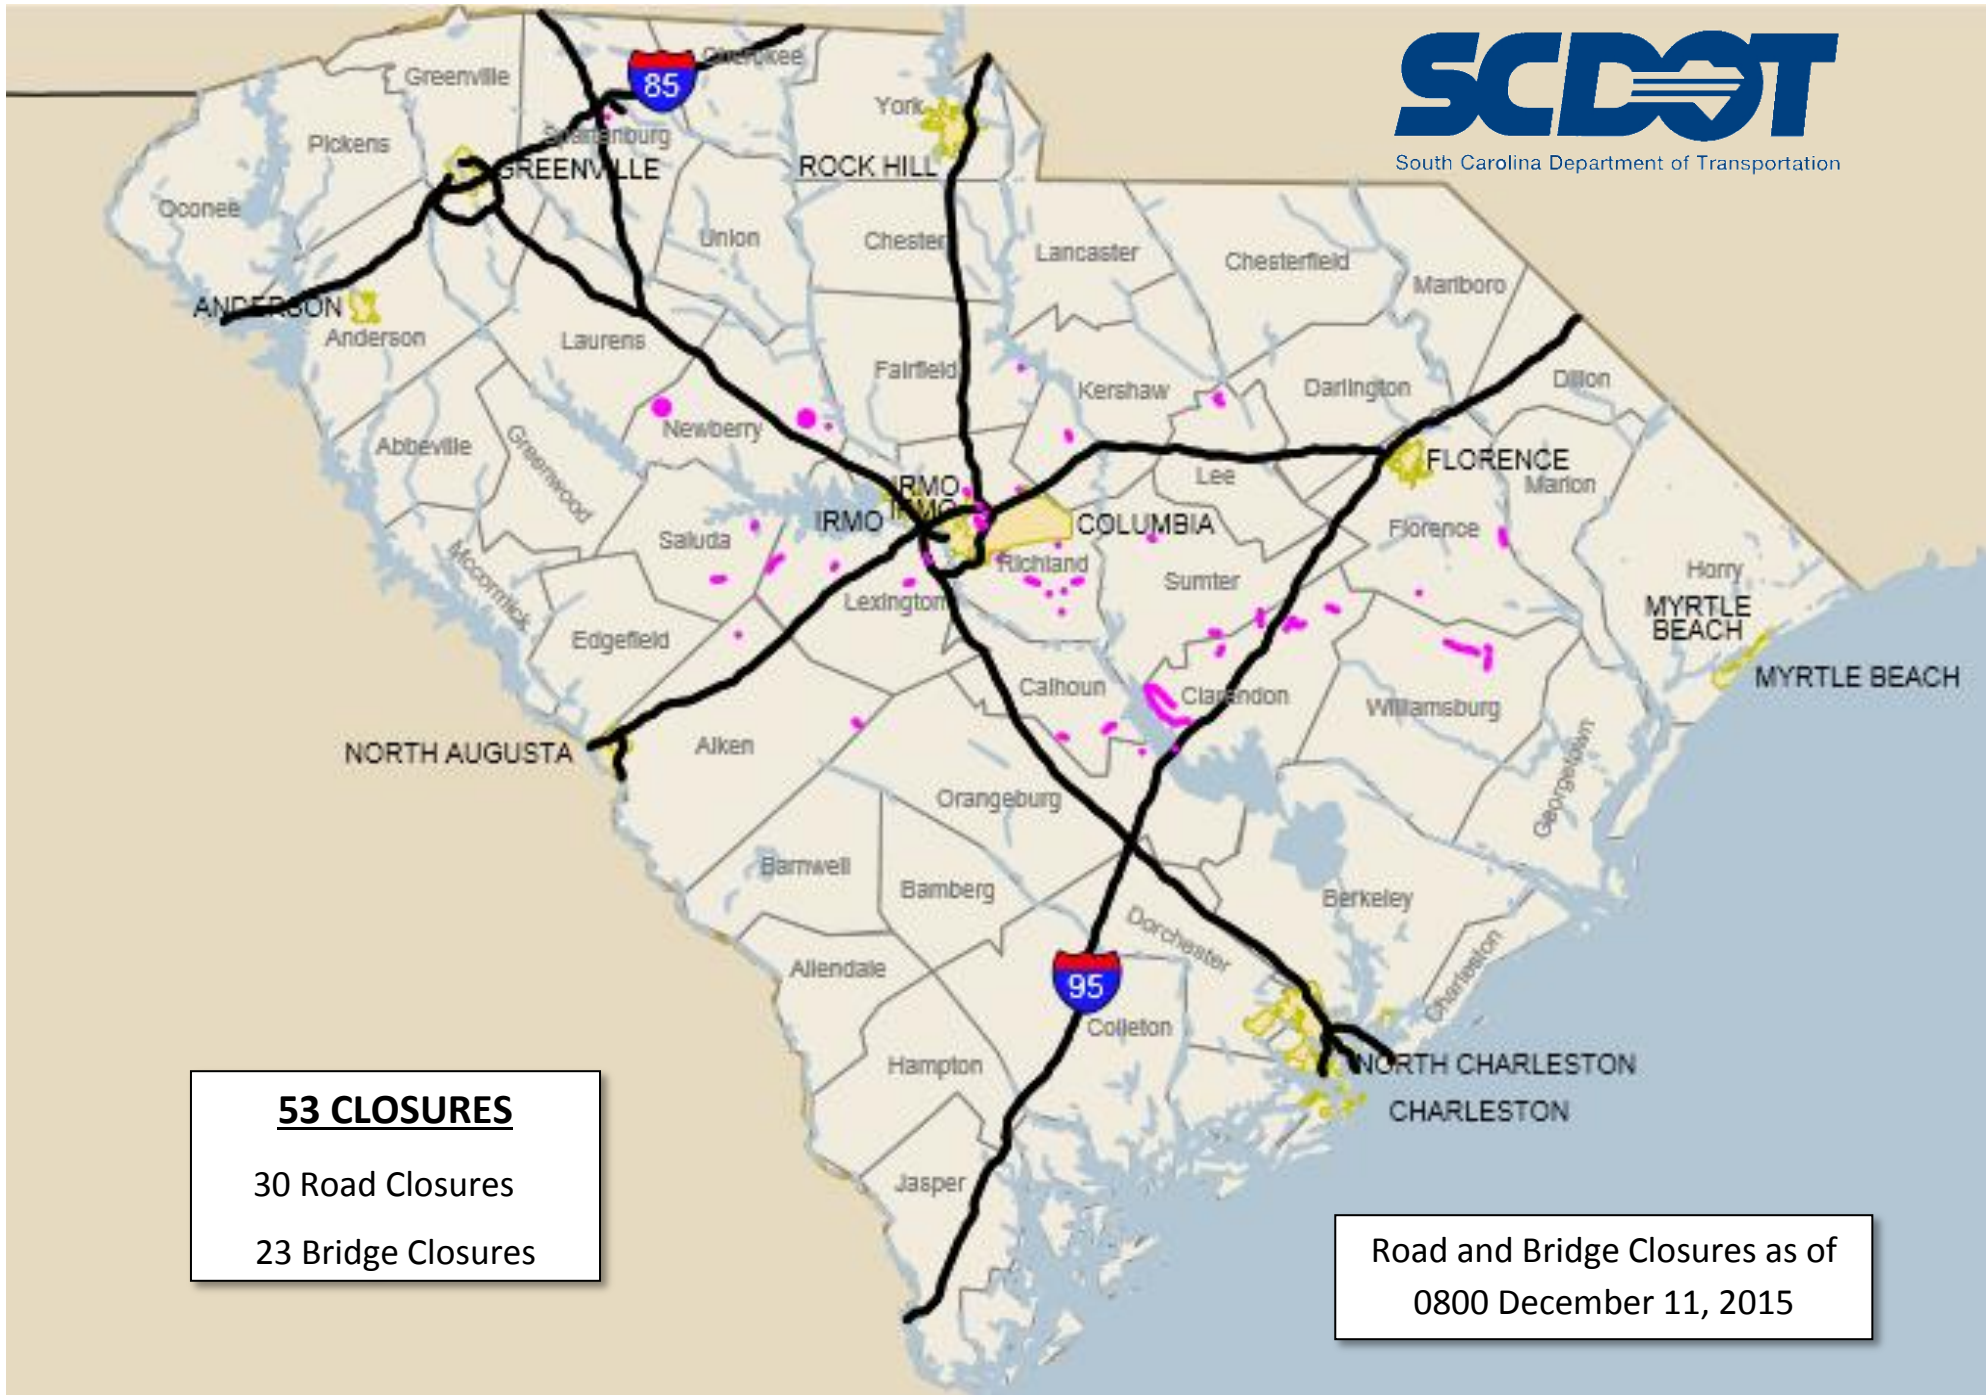 SCDOT
South Carolina Department of Transportation
85
Cherokee
Greenville
York
Spartanburg
Pickens
GREENVILLE
ROCK HILL
Oconee
Union
Chester
Lancaster
Chesterfield
Marlboro
ANDERSON
Anderson
Laurens
Fairfield
Kershaw
Darlington
Dillon
Newberry
Abbeville
Greenwood
Lee
FLORENCE
Marion
IRMO
IRMO
IRMO
COLUMBIA
Florence
Saluda
Richland
Mccormick
Sumter
Horry
Lexington
MYRTLE
BEACH
Edgefield
Calhoun
Clarendon
MYRTLE BEACH
Williamsburg
NORTH AUGUSTA
Aiken
Georgetown
Orangeburg
Barnwell
Bamberg
Berkeley
Dorchester
Charleston
Allendale
95
Colleton
Hampton
NORTH CHARLESTON
CHARLESTON
Jasper
53 CLOSURES
30 Road Closures
23 Bridge Closures
Road and Bridge Closures as of
0800 December 11, 2015